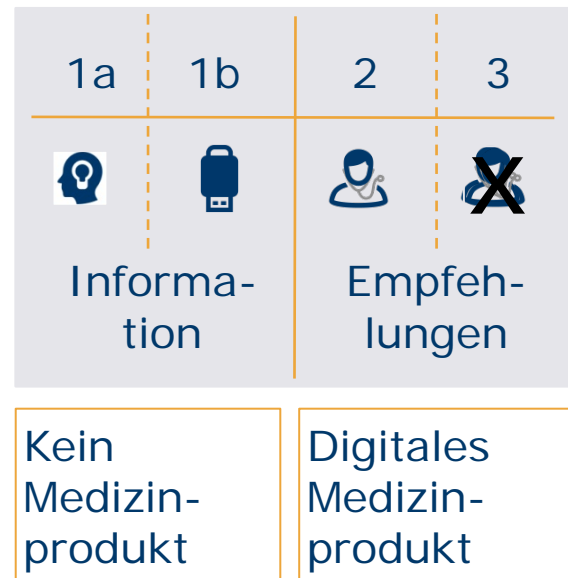 1a 1b 2 3
X
Informa-
tion
Empfeh-
lungen
Kein
Medizin-
produkt
Digitales
Medizin-
produkt